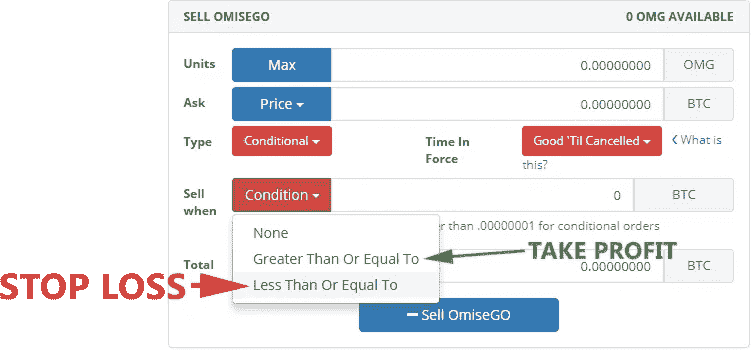 SELL OMISEGO 0 OMG AVAILABLE
Units Max 0.00000000 OMG
Ask Price 0.00000000 BTC
Type Conditional Time In Force Good 'Til Cancelled What is this?
Sell when Condition 0 BTC
er than .00000001 for conditional orders
None
Greater Than Or Equal To TAKE PROFIT
Total 0.00000000 BTC
STOP LOSS Less Than Or Equal To
Sell OmiseGO